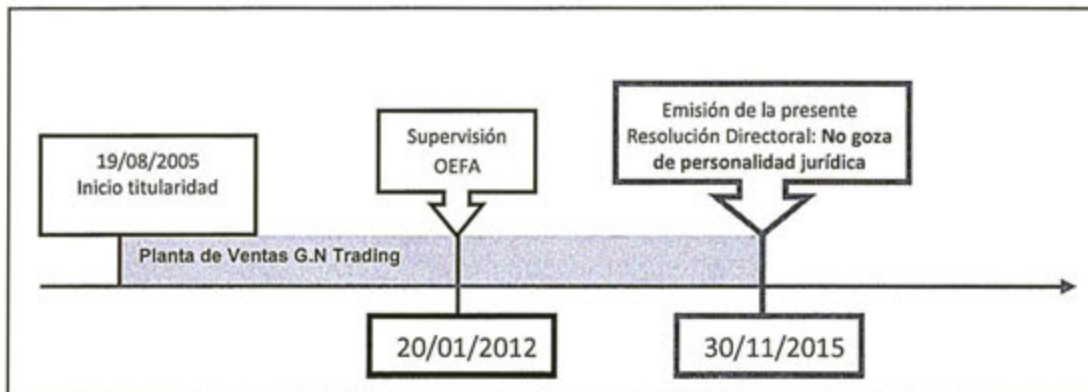 19/08/2005
Inicio titularidad
Supervisión
OEFA
Emisión de la presente
Resolución Directoral: No goza
de personalidad jurídica
Planta de Ventas G.N Trading
20/01/2012
30/11/2015